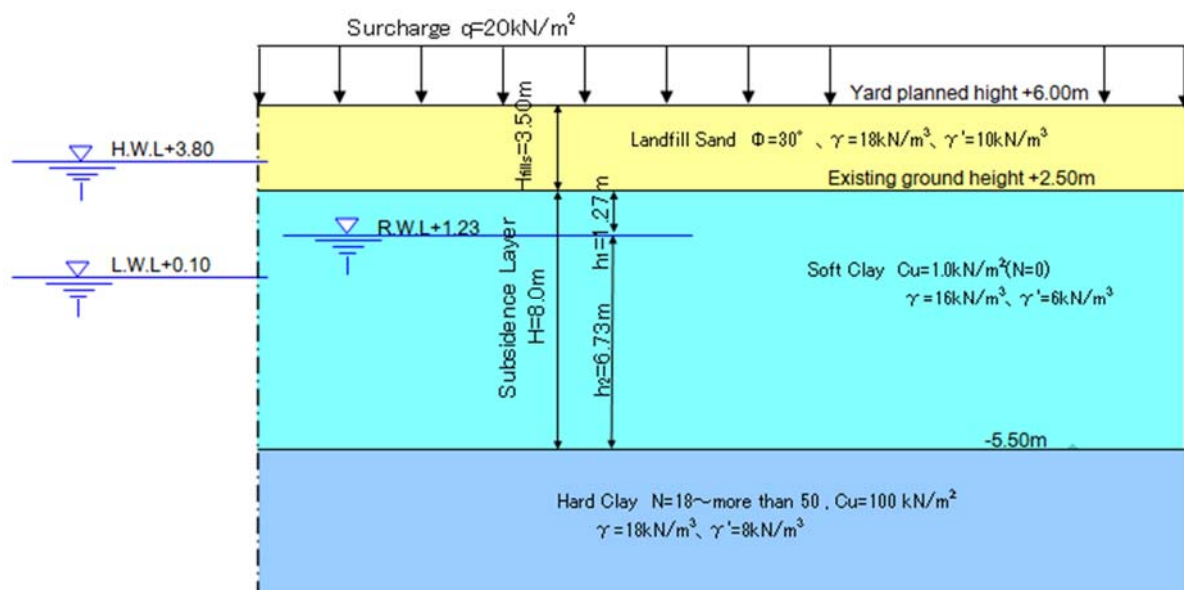 Surcharge q=20kN/m²
Yard planned hight +6.00m
Hfills=3.50m
Landfill Sand Φ=30° 、γ=18kN/m³、γ'=10kN/m³
H.W.L+3.80
Existing ground height +2.50m
R.W.L+1.23
h1=1.27m
L.W.L+0.10
Subsidence Layer
H=8.0m
h2=6.73m
Soft Clay Cu=1.0kN/m²(N=0)
γ=16kN/m³、γ'=6kN/m³
-5.50m
Hard Clay N=18～more than 50 , Cu=100 kN/m²
γ=18kN/m³、γ'=8kN/m³